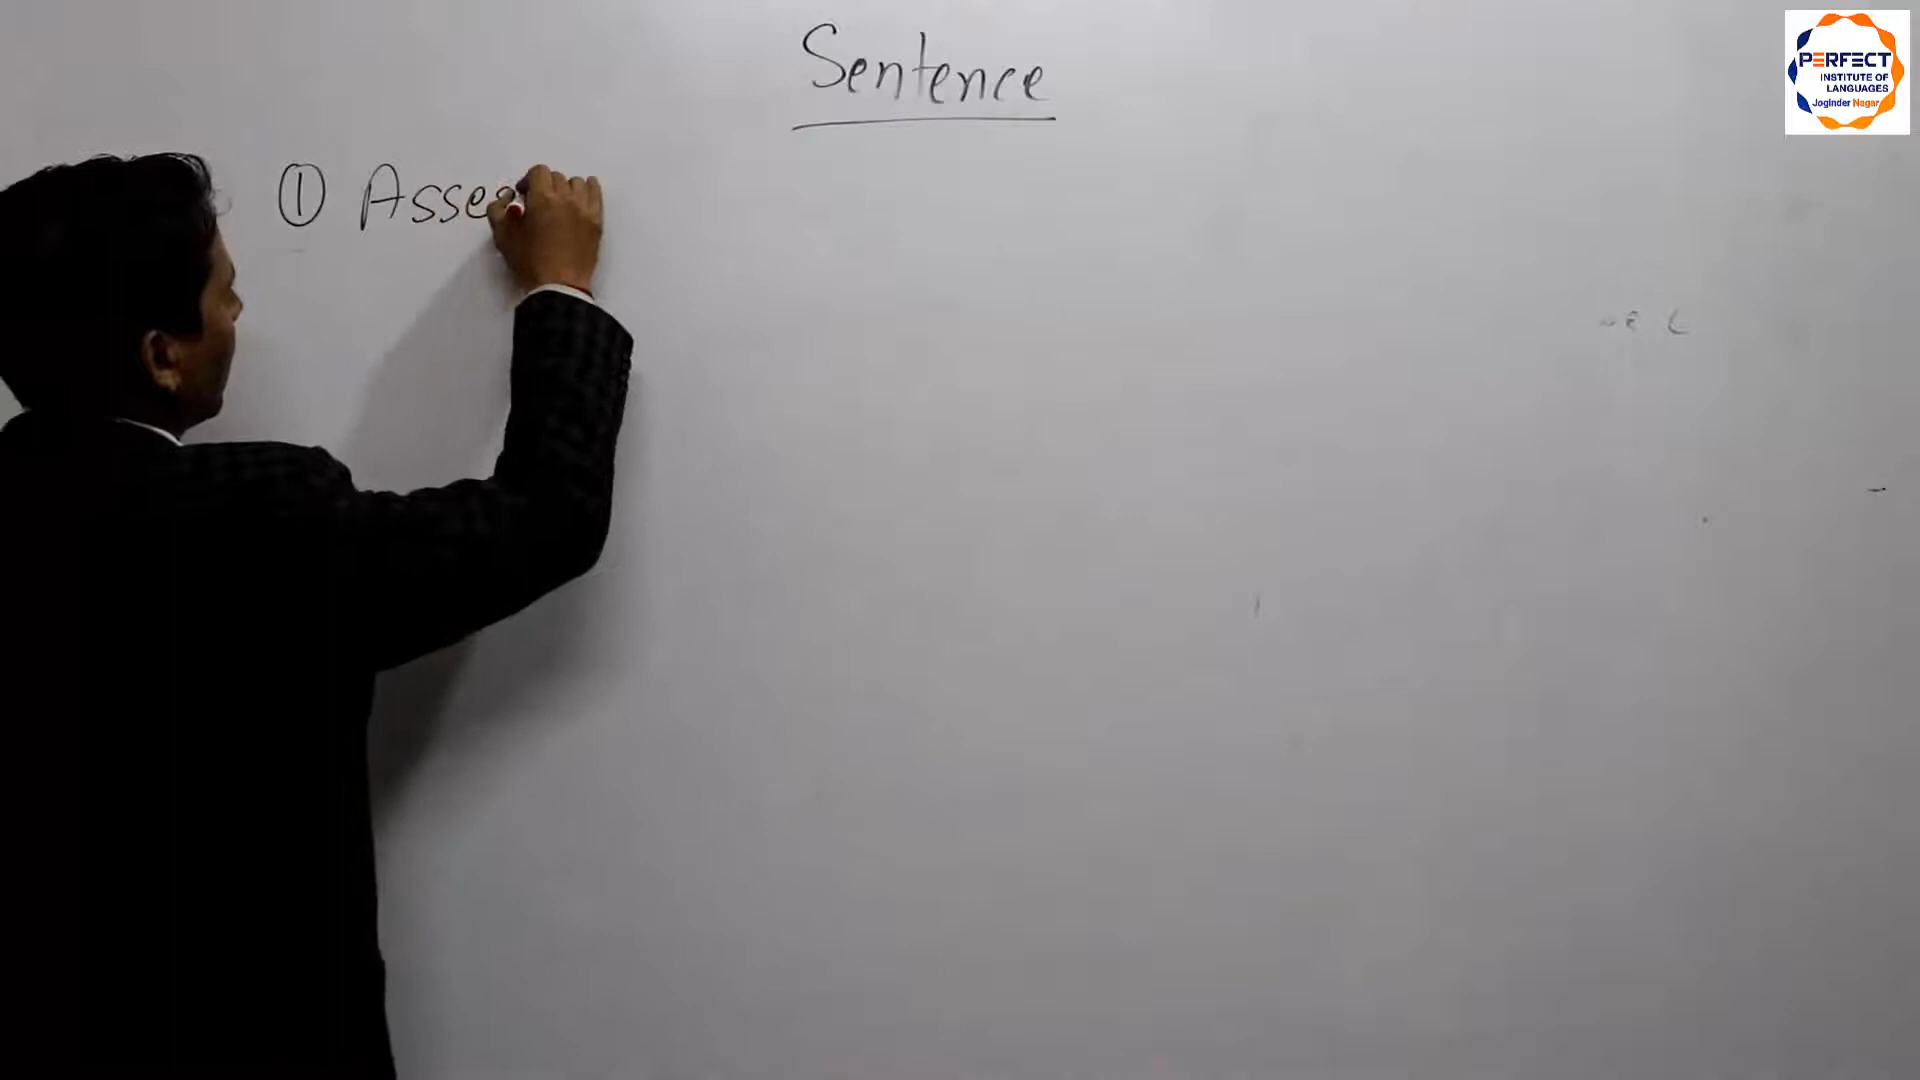 Sentence
PERFECT
INSTITUTE OF
LANGUAGES
Joginder Nagar
① Asse